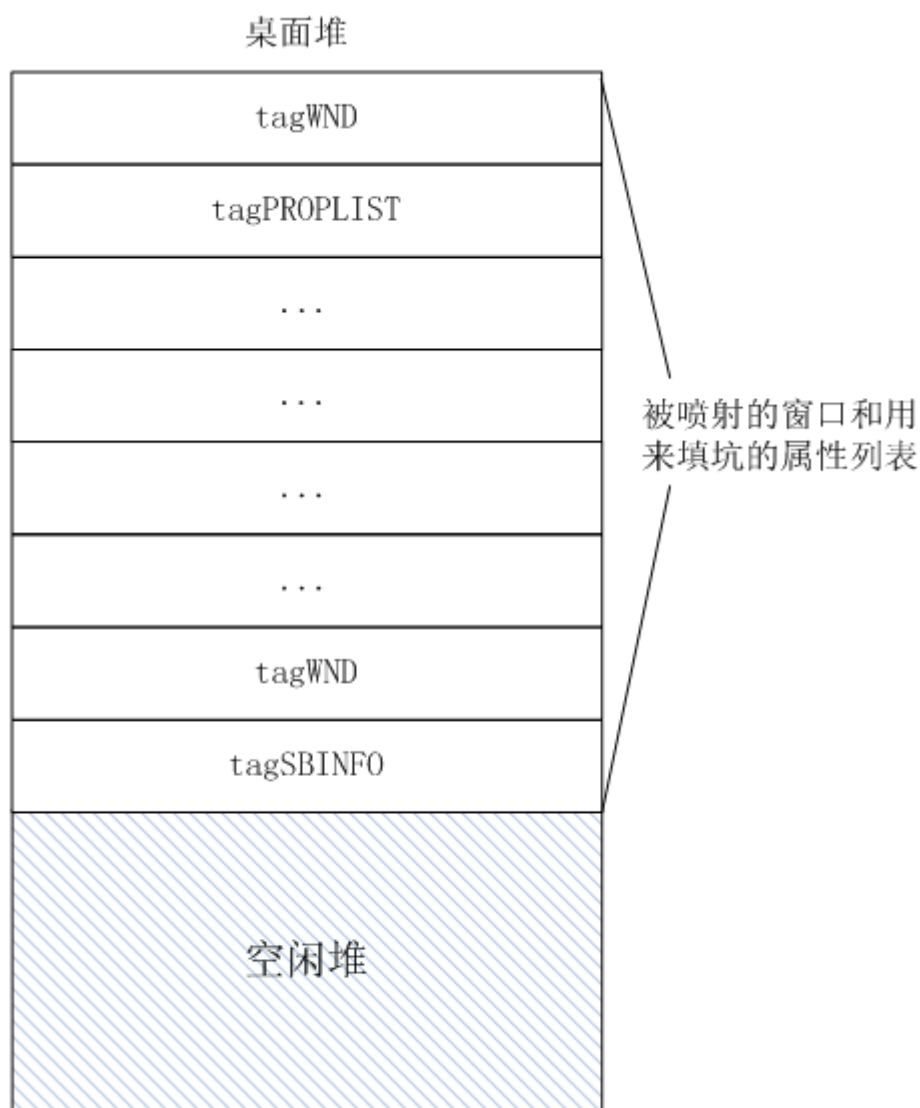 桌面堆
tagWND
tagPROPLIST
...
...
...
...
tagWND
tagSBINFO
被喷射的窗口和用
来填坑的属性列表
空闲堆